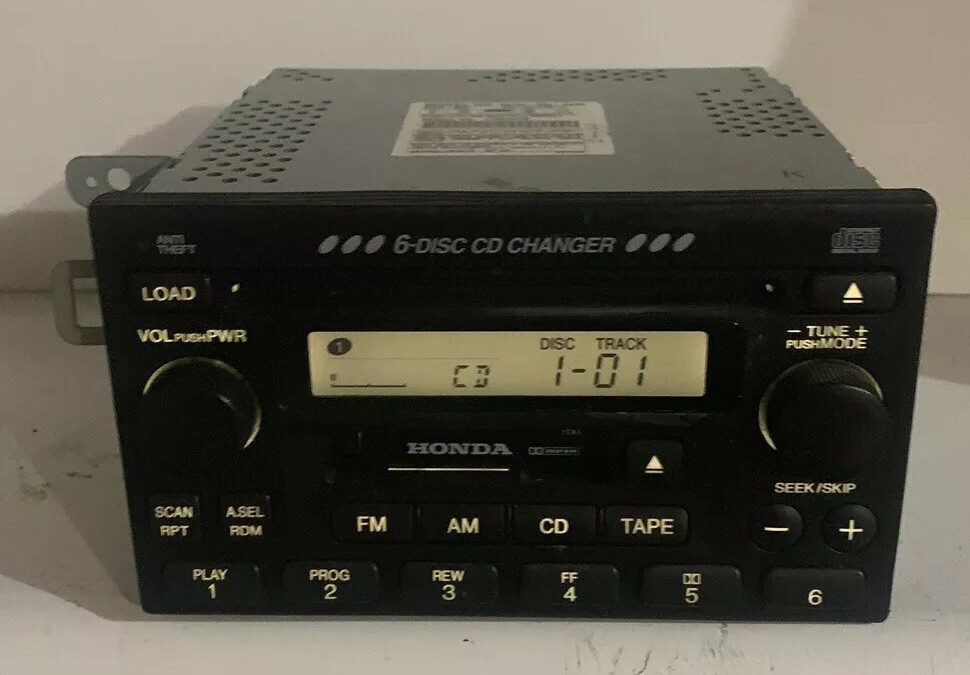 K
ANTI
THEFT
6-DISC CD CHANGER
disc
LOAD
VOL PUSH PWR
− TUNE +
PUSH MODE
1
DISC TRACK
CD 1-01
HONDA
SEEK/SKIP
SCAN
RPT
A.SEL
RDM
FM AM CD TAPE
− +
PLAY
1
PROG
2
REW
3
FF
4
5
6